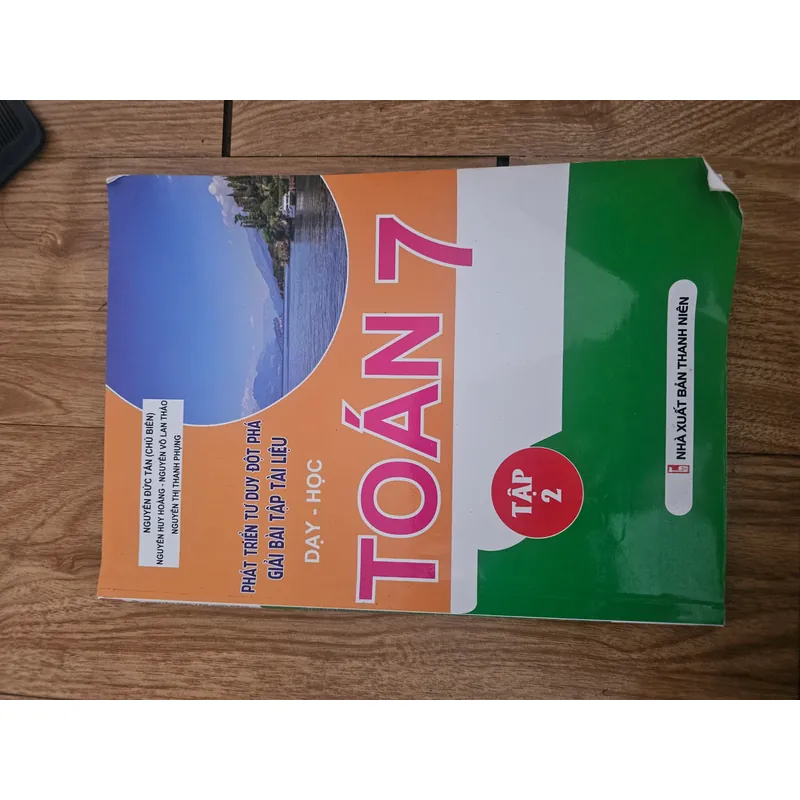 NGUYỄN ĐỨC TẤN (CHỦ BIÊN)
NGUYỄN HUY HOÀNG - NGUYỄN VÕ LAN THẢO
NGUYỄN THỊ THANH PHỤNG
PHÁT TRIỂN TƯ DUY ĐỘT PHÁ
GIẢI BÀI TẬP TÀI LIỆU
DẠY - HỌC
TOÁN 7
TẬP
2
NHÀ XUẤT BẢN THANH NIÊN